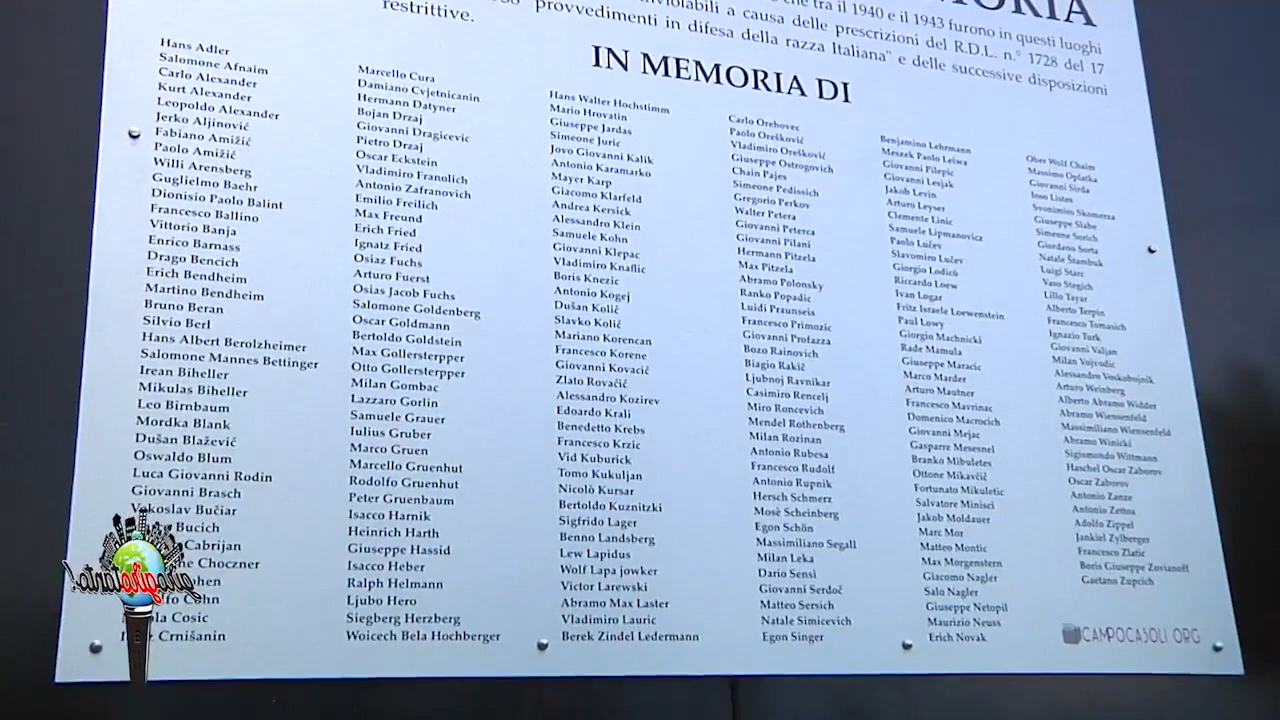 MORIA
che tra il 1940 e il 1943 furono in questi luoghi
inviolabili a causa delle prescrizioni del R.D.L. n.° 1728 del 17
provvedimenti in difesa della razza Italiana" e delle successive disposizioni
restrittive.
IN MEMORIA DI
Hans Adler
Salomone Afnaim
Carlo Alexander
Kurt Alexander
Leopoldo Alexander
Jerko Aljinović
Fabiano Amižić
Paolo Amižić
Willi Arensberg
Guglielmo Baehr
Dionisio Paolo Balint
Francesco Ballino
Vittorio Banja
Enrico Barnass
Drago Bencich
Erich Bendheim
Martino Bendheim
Bruno Beran
Silvio Berl
Hans Albert Berolzheimer
Salomone Mannes Bettinger
Irean Biheller
Mikulas Biheller
Leo Birnbaum
Mordka Blank
Dušan Blažević
Oswaldo Blum
Luca Giovanni Rodin
Giovanni Brasch
Vokoslav Bučiar
Bucich
Cabrijan
Choczner
Cohn
Cosic
Crnišanin
Marcello Cura
Damiano Cvjetnicanin
Hermann Datyner
Bojan Drzaj
Giovanni Dragicevic
Pietro Drzaj
Oscar Eckstein
Vladimiro Franolich
Antonio Zafranovich
Emilio Freilich
Max Freund
Erich Fried
Ignatz Fried
Osiaz Fuchs
Arturo Fuerst
Osias Jacob Fuchs
Salomone Goldenberg
Oscar Goldmann
Bertoldo Goldstein
Max Gollersterpper
Otto Gollersterpper
Milan Gombac
Lazzaro Gorlin
Samuele Grauer
Iulius Gruber
Marco Gruen
Marcello Gruenhut
Rodolfo Gruenhut
Peter Gruenbaum
Isacco Harnik
Heinrich Harth
Giuseppe Hassid
Isacco Heber
Ralph Helmann
Ljubo Hero
Siegberg Herzberg
Woicech Bela Hochberger
Hans Walter Hochstimm
Mario Hrovatin
Giuseppe Jardas
Simeone Juric
Jovo Giovanni Kalik
Antonio Karamarko
Mayer Karp
Giacomo Klarfeld
Andrea Kersick
Alessandro Klein
Samuele Kohn
Giovanni Klepac
Vladimiro Knaflic
Boris Knezic
Antonio Kogej
Dušan Kolić
Slavko Kolić
Mariano Korencan
Francesco Korene
Giovanni Kovacić
Zlato Rovačić
Alessandro Kozirev
Edoardo Krali
Benedetto Krebs
Francesco Krzic
Vid Kuburick
Tomo Kukuljan
Nicolò Kursar
Bertoldo Kuznitzki
Sigfrido Lager
Benno Landsberg
Lew Lapidus
Wolf Lapa jowker
Victor Larewski
Abramo Max Laster
Vladimiro Lauric
Berek Zindel Ledermann
Carlo Orehovec
Paolo Orešković
Vladimiro Orešković
Giuseppe Ostrogovich
Chain Pajes
Simeone Pedissich
Gregorio Perkov
Walter Petera
Giovanni Peterca
Giovanni Pilani
Hermann Pitzela
Max Pitzela
Abramo Polonsky
Ranko Popadic
Luidi Praunseis
Francesco Primozic
Giovanni Profazza
Bozo Rainovich
Biagio Rakič
Ljubnoj Ravnikar
Casimiro Rencelj
Miro Roncevich
Mendel Rothenberg
Milan Rozinan
Antonio Rubesa
Francesco Rudolf
Antonio Rupnik
Hersch Schmerz
Mosè Scheinberg
Egon Schön
Massimiliano Segall
Milan Leka
Dario Sensi
Giovanni Serdoč
Matteo Sersich
Natale Simicevich
Egon Singer
Benjamino Lehrmann
Meszek Paolo Leiwa
Giovanni Pilepic
Giovanni Lesjak
Jakob Levin
Arturo Leyser
Clemente Linic
Samuele Lipmanovicz
Paolo Lučev
Slavomiro Lučev
Giorgio Lodicò
Riccardo Loew
Ivan Logar
Fritz Israele Loewenstein
Paul Lowy
Giorgio Machnicki
Rade Mamula
Giuseppe Maracic
Marco Marder
Arturo Mautner
Francesco Mavrinac
Domenico Macrocich
Giovanni Mejac
Gasparre Mesesnel
Branko Mibuletes
Ottone Mikavčić
Fortunato Mikuletic
Salvatore Minisci
Jakob Moldauer
Marc Mor
Matteo Montic
Max Morgenstern
Giacomo Nagler
Salo Nagler
Giuseppe Netopil
Maurizio Neuss
Erich Novak
Ober Wolf Chaim
Massimo Oplatka
Giovanni Sirda
Ioso Listes
Svonimiro Skamerza
Giuseppe Slabe
Simeone Sorich
Giordano Sorta
Natale Štambuk
Luigi Starc
Vaso Stegich
Lillo Tayar
Alberto Terpin
Francesco Tomasich
Ignazio Turk
Giovanni Valjan
Milan Vojvodic
Alessandro Voskobojnik
Arturo Weinberg
Alberto Abramo Widder
Abramo Wiensenfeld
Massimiliano Wiensenfeld
Abramo Winicki
Sigismondo Wittmann
Haschel Oscar Zaborov
Oscar Zaborov
Antonio Zanze
Antonio Zettoa
Adolfo Zippel
Jankiel Zylberger
Francesco Zlatic
Boris Giuseppe Zovianoff
Gaetano Zupcich
CAMPOCASOLI.ORG
girogirotanto!